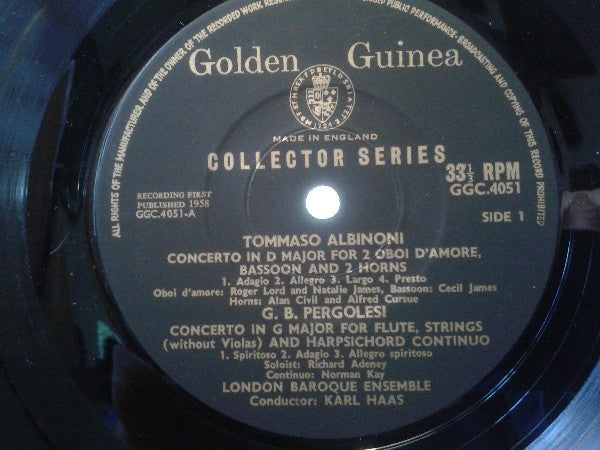 ALL RIGHTS OF THE MANUFACTURER AND OF THE OWNER OF THE RECORDED WORK RESERVED
PUBLIC PERFORMANCE, BROADCASTING AND COPYING OF THIS RECORD PROHIBITED
Golden Guinea
MADE IN ENGLAND
COLLECTOR SERIES
33⅓ RPM
GGC.4051
RECORDING FIRST
PUBLISHED 1958
GGC.4051-A
SIDE 1
TOMMASO ALBINONI
CONCERTO IN D MAJOR FOR 2 OBOI D'AMORE,
BASSOON AND 2 HORNS
1. Adagio 2. Allegro 3. Largo 4. Presto
Oboi d'amore: Roger Lord and Natalie James, Bassoon: Cecil James
Horns: Alan Civil and Alfred Cursue
G. B. PERGOLESI
CONCERTO IN G MAJOR FOR FLUTE, STRINGS
(without Violas) AND HARPSICHORD CONTINUO
1. Spiritoso 2. Adagio 3. Allegro spiritoso
Soloist: Richard Adeney
Continuo: Norman Kay
LONDON BAROQUE ENSEMBLE
Conductor: KARL HAAS